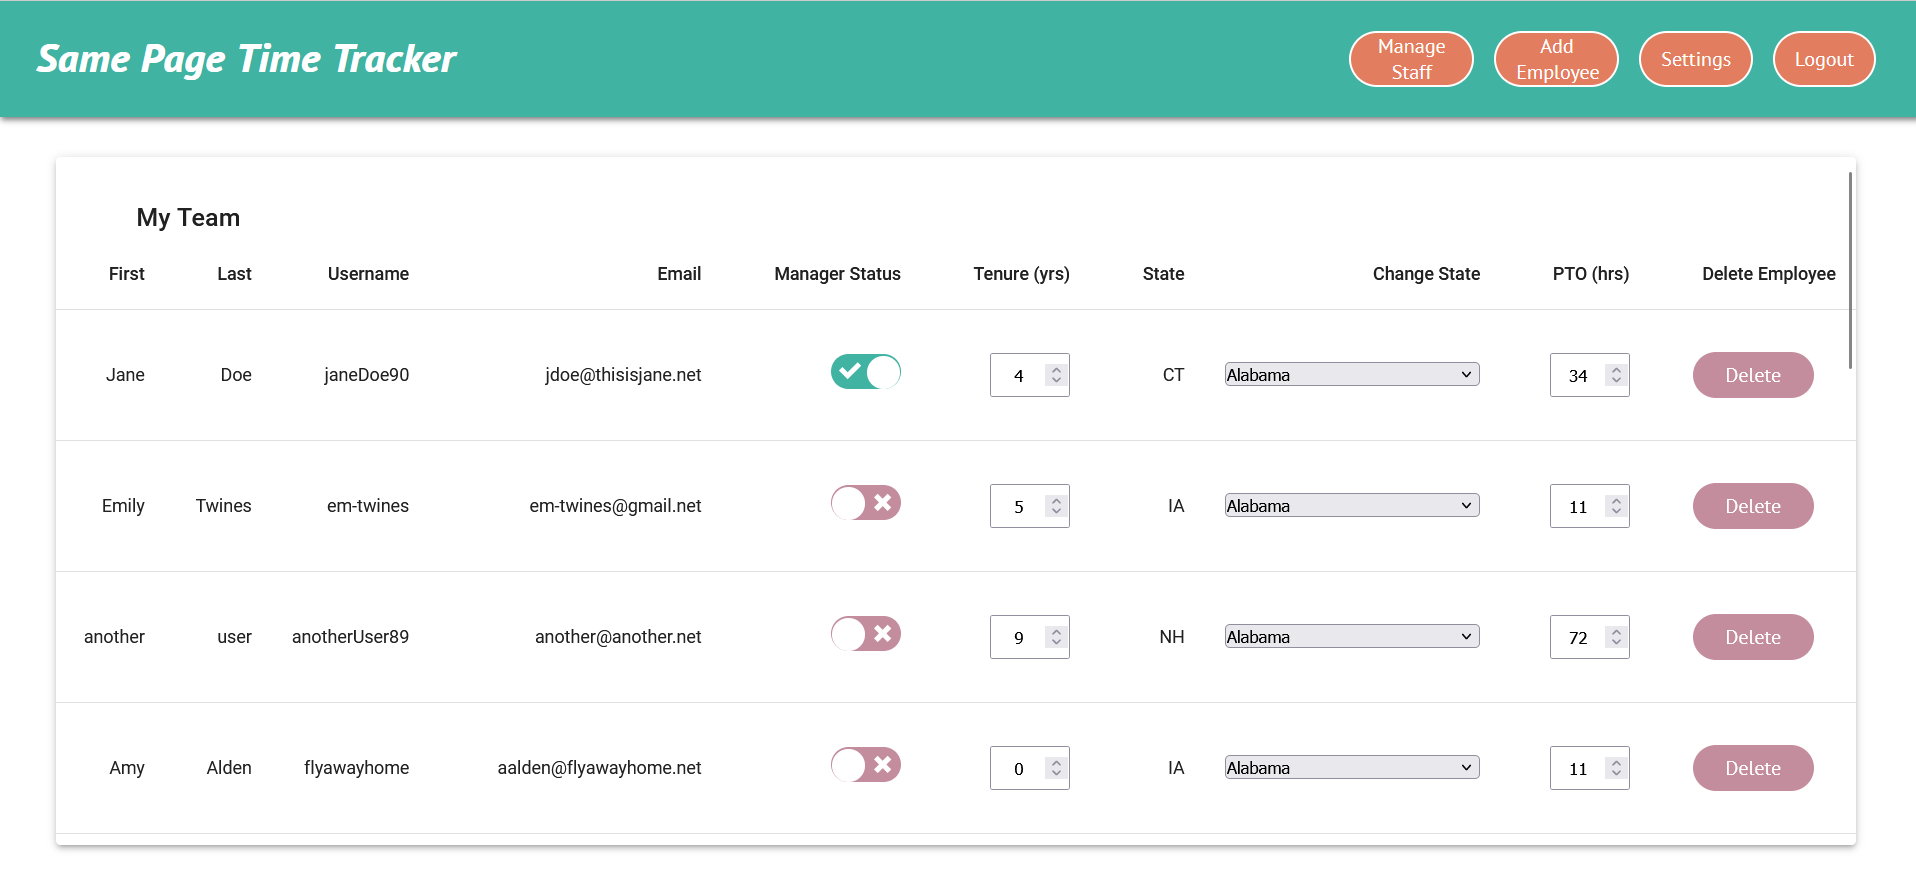 Same Page Time Tracker
Manage
Staff
Add
Employee
Settings
Logout
My Team
First Last Username Email Manager Status Tenure (yrs) State Change State PTO (hrs) Delete Employee
Jane Doe janeDoe90 jdoe@thisisjane.net 4 CT Alabama 34 Delete
Emily Twines em-twines em-twines@gmail.net 5 IA Alabama 11 Delete
another user anotherUser89 another@another.net 9 NH Alabama 72 Delete
Amy Alden flyawayhome aalden@flyawayhome.net 0 IA Alabama 11 Delete